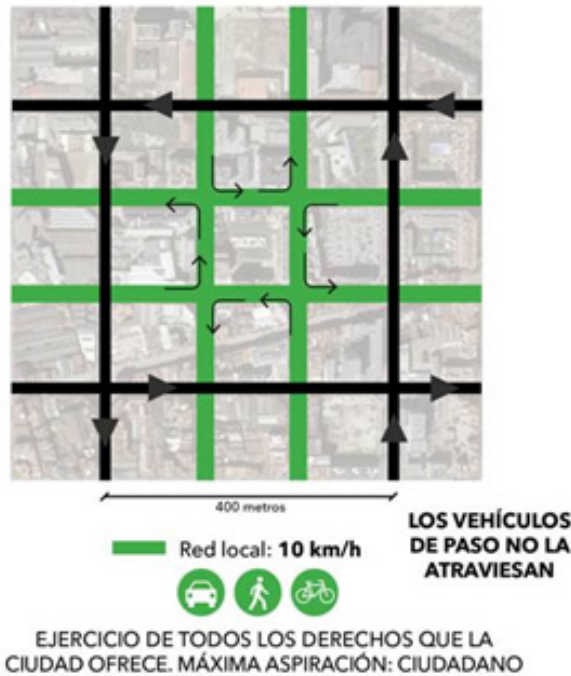 400 metros
LOS VEHÍCULOS
DE PASO NO LA
ATRAVIESAN
Red local: 10 km/h
EJERCICIO DE TODOS LOS DERECHOS QUE LA
CIUDAD OFRECE. MÁXIMA ASPIRACIÓN: CIUDADANO